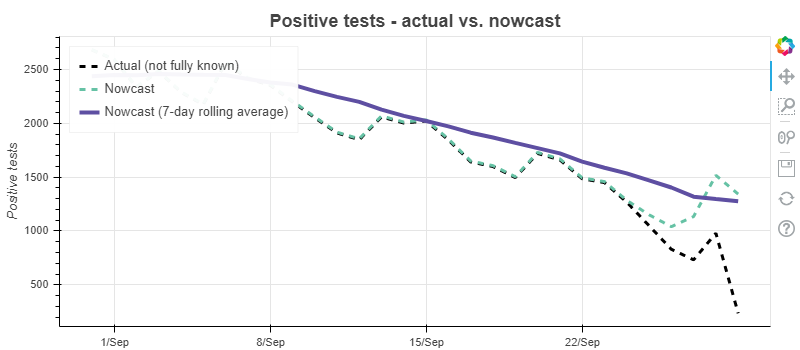 Positive tests - actual vs. nowcast
Actual (not fully known)
Nowcast
Nowcast (7-day rolling average)
Positive tests
2500
2000
1500
1000
500
1/Sep
8/Sep
15/Sep
22/Sep